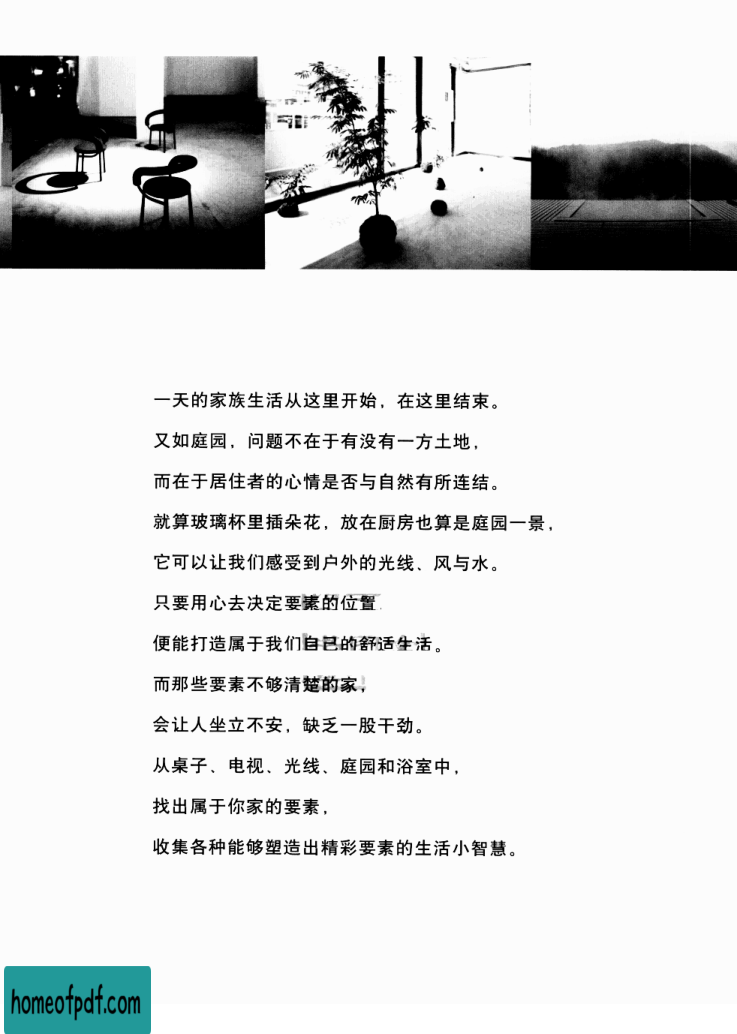 一天的家族生活从这里开始，在这里结束。
又如庭园，问题不在于有没有一方土地，
而在于居住者的心情是否与自然有所连结。
就算玻璃杯里插朵花，放在厨房也算是庭园一景，
它可以让我们感受到户外的光线、风与水。
只要用心去决定要素的位置
便能打造属于我们自己的舒适生活。
而那些要素不够清楚的家，
会让人坐立不安，缺乏一股干劲。
从桌子、电视、光线、庭园和浴室中，
找出属于你家的要素，
收集各种能够塑造出精彩要素的生活小智慧。
homeofpdf.com